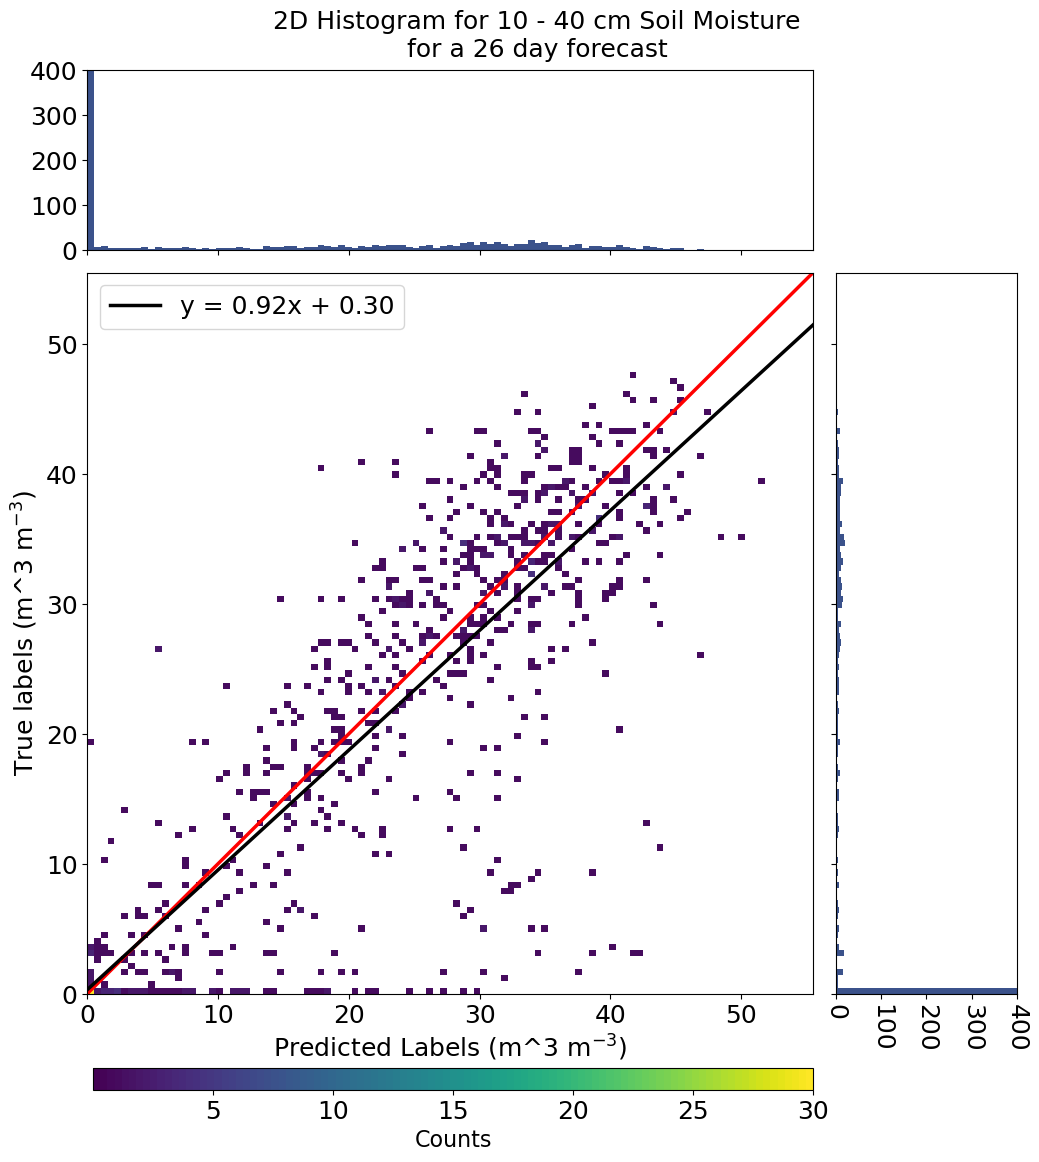 2D Histogram for 10 - 40 cm Soil Moisture
for a 26 day forecast
400
300
200
100
0
y = 0.92x + 0.30
50
40
30
20
10
0
True labels (m^3 m⁻³)
0 10 20 30 40 50
Predicted Labels (m^3 m⁻³)
0 100 200 300 400
5 10 15 20 25 30
Counts